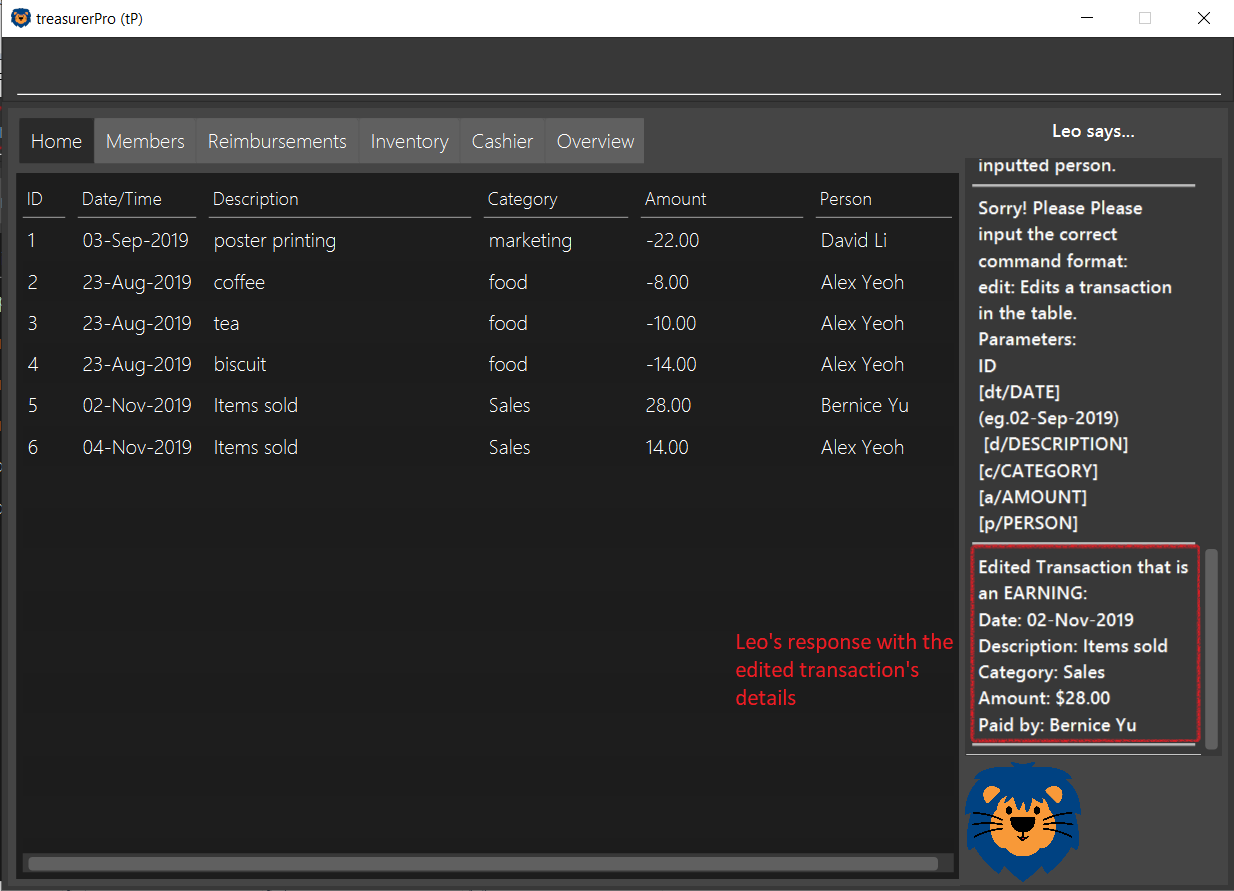 treasurerPro (tP)
Home Members Reimbursements Inventory Cashier Overview
ID Date/Time Description Category Amount Person
1 03-Sep-2019 poster printing marketing -22.00 David Li
2 23-Aug-2019 coffee food -8.00 Alex Yeoh
3 23-Aug-2019 tea food -10.00 Alex Yeoh
4 23-Aug-2019 biscuit food -14.00 Alex Yeoh
5 02-Nov-2019 Items sold Sales 28.00 Bernice Yu
6 04-Nov-2019 Items sold Sales 14.00 Alex Yeoh
Leo's response with the
edited transaction's
details
Leo says...
inputted person.
Sorry! Please Please
input the correct
command format:
edit: Edits a transaction
in the table.
Parameters:
ID
[dt/DATE]
(eg.02-Sep-2019)
[d/DESCRIPTION]
[c/CATEGORY]
[a/AMOUNT]
[p/PERSON]
Edited Transaction that is
an EARNING:
Date: 02-Nov-2019
Description: Items sold
Category: Sales
Amount: $28.00
Paid by: Bernice Yu